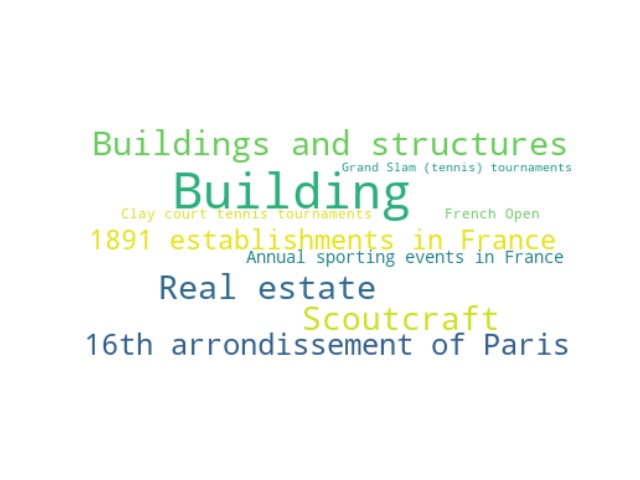 Buildings and structures
Grand Slam (tennis) tournaments
Building
Clay court tennis tournaments
French Open
1891 establishments in France
Annual sporting events in France
Real estate
Scoutcraft
16th arrondissement of Paris